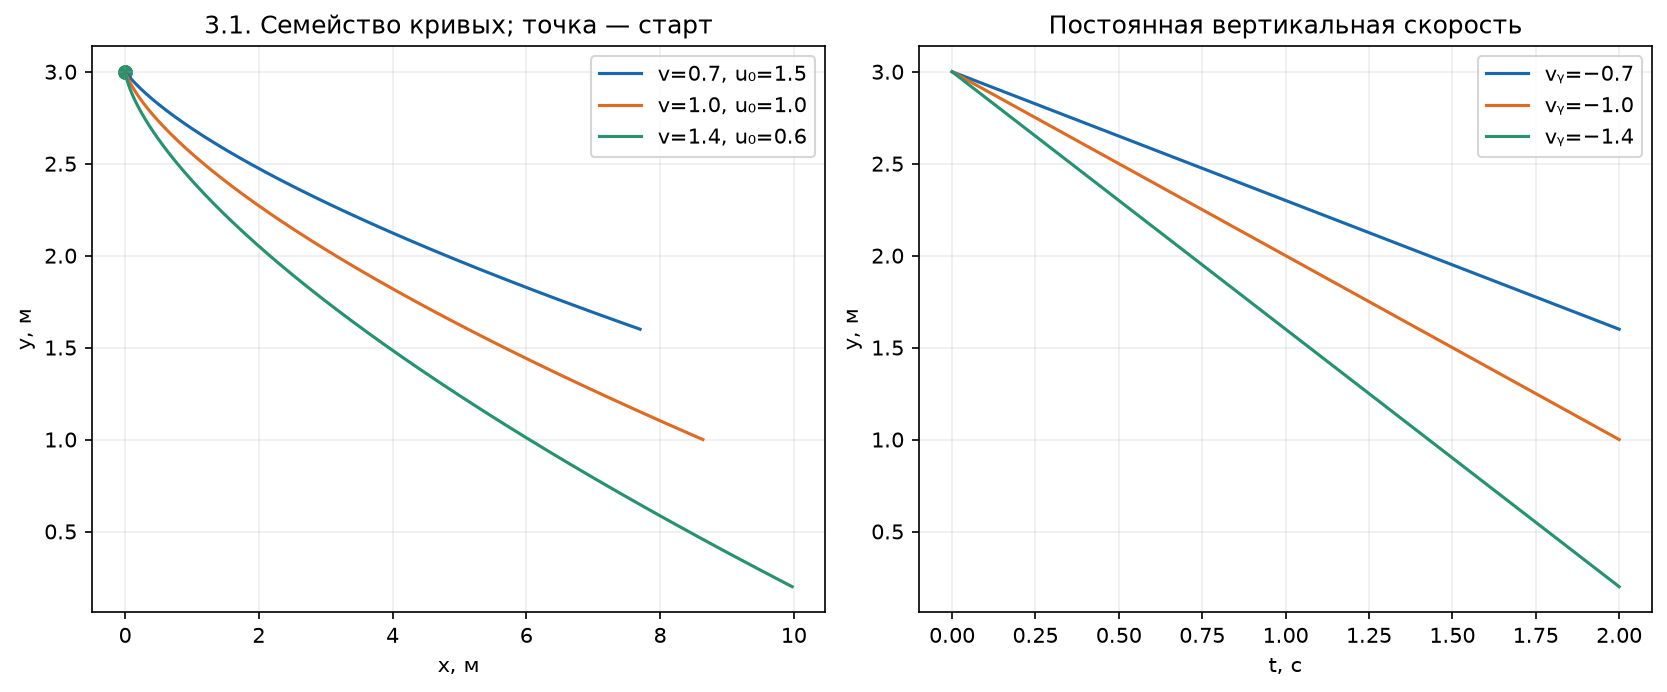 3.1. Семейство кривых; точка — старт
v=0.7, u₀=1.5
v=1.0, u₀=1.0
v=1.4, u₀=0.6
3.0
2.5
2.0
1.5
1.0
0.5
y, м
0 2 4 6 8 10
x, м
Постоянная вертикальная скорость
vᵧ=−0.7
vᵧ=−1.0
vᵧ=−1.4
3.0
2.5
2.0
1.5
1.0
0.5
y, м
0.00 0.25 0.50 0.75 1.00 1.25 1.50 1.75 2.00
t, с